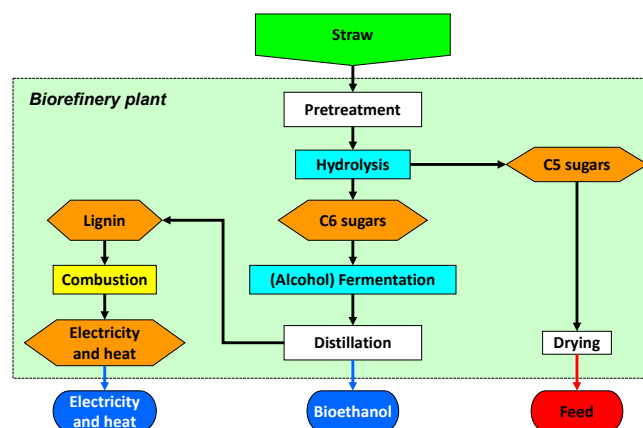 Straw
Biorefinery plant
Pretreatment
Hydrolysis
C5 sugars
Lignin
C6 sugars
Combustion
(Alcohol) Fermentation
Electricity
and heat
Distillation
Drying
Electricity
and heat
Bioethanol
Feed